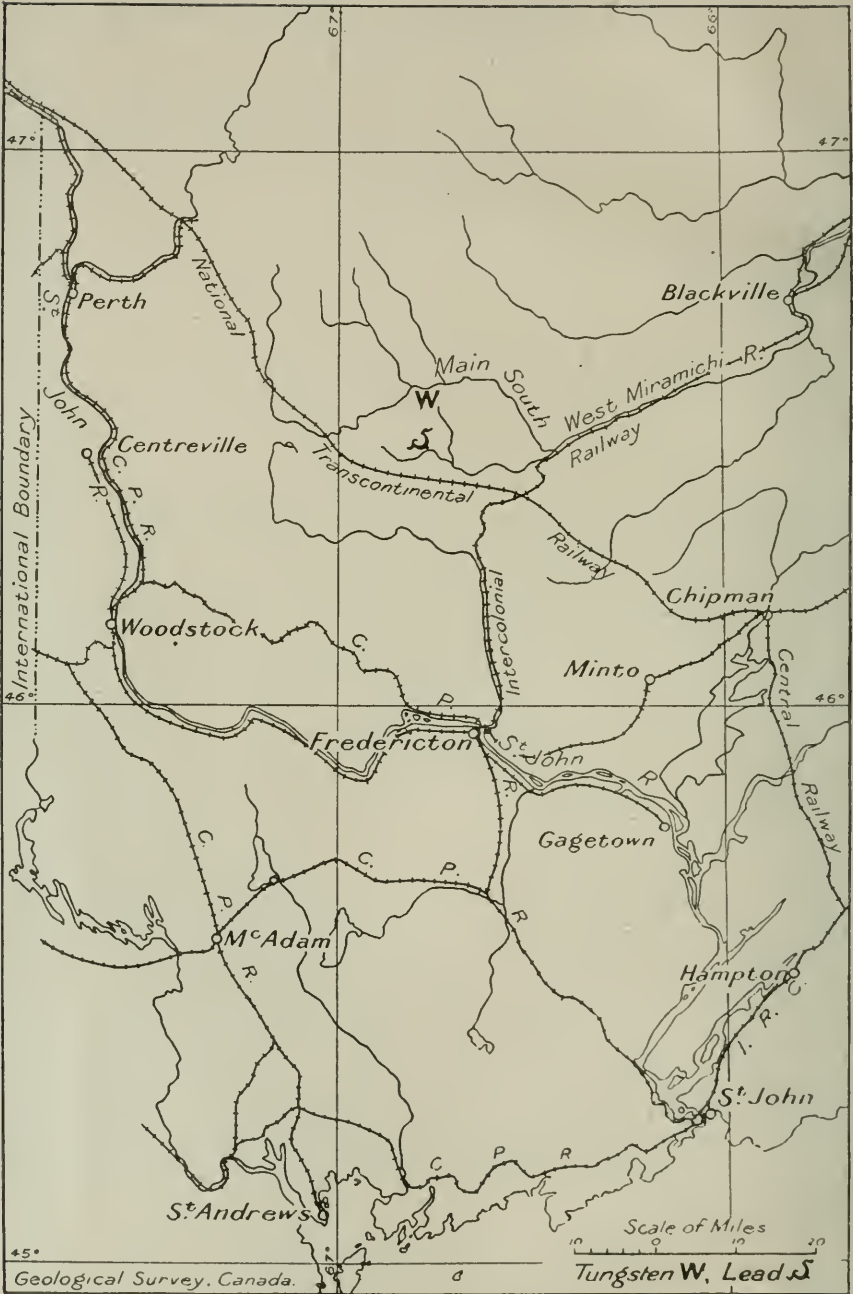 67°
66°
47°
47°
National
St
Perth
Blackville
John
Main
South
W
West Miramichi R.
Railway
Centreville
Transcontinental
C. P. R.
R.
International Boundary
Railway
Intercolonial
Chipman
Woodstock
C.
Minto
Central
46°
P.
46°
Fredericton
St. John
R.
R.
Railway
Gagetown
C.
C.
P.
P.
R
McAdam
R.
Hampton
C.
I. R.
St. John
C P R
St. Andrews
Scale of Miles
10 0 10 20
45°
67°
Geological Survey, Canada.
Tungsten W, Lead